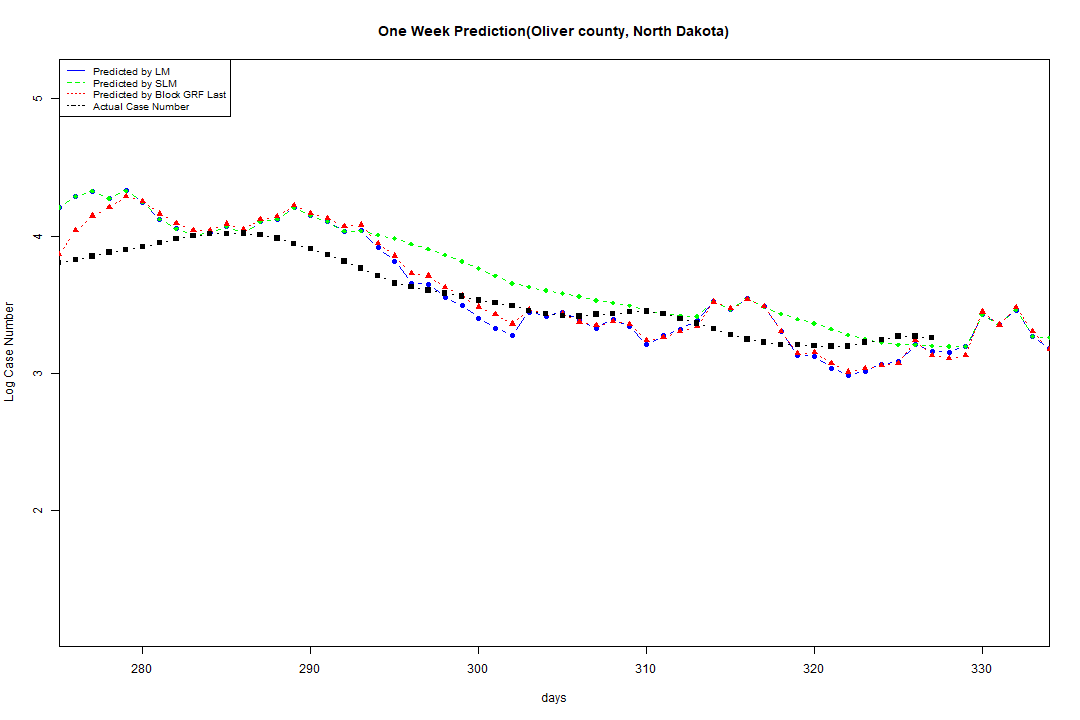 One Week Prediction(Oliver county, North Dakota)
Predicted by LM
Predicted by SLM
Predicted by Block GRF Last
Actual Case Number
5
4
3
2
Log Case Number
280 290 300 310 320 330
days